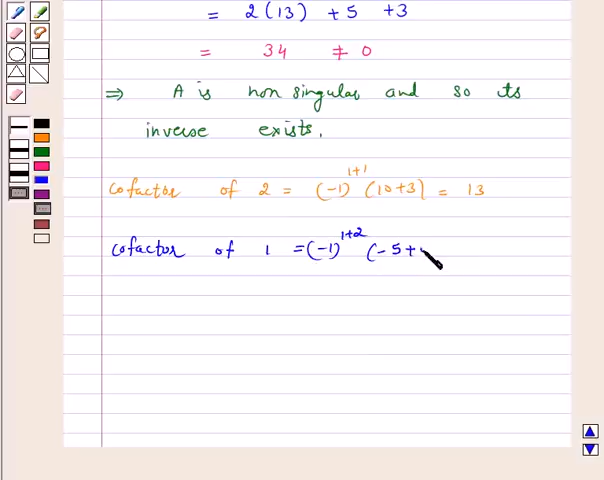 = 2(13) + 5 + 3
= 34 ≠ 0
⇒ A is non singular and so its
inverse exists.
cofactor of 2 = (-1)^{1+1} (10+3) = 13
cofactor of 1 = (-1)^{1+2} (-5+